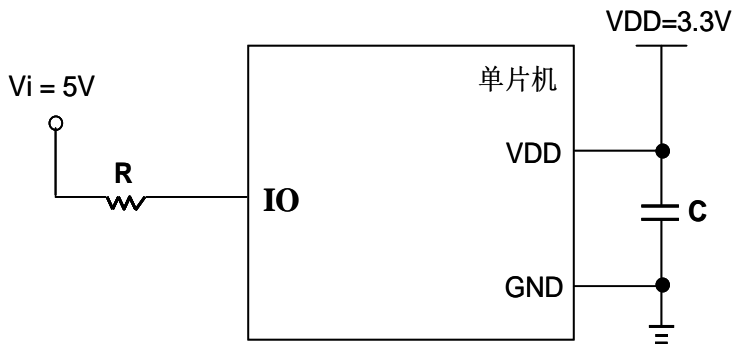 VDD=3.3V
Vi = 5V
单片机
VDD
R
IO
C
GND